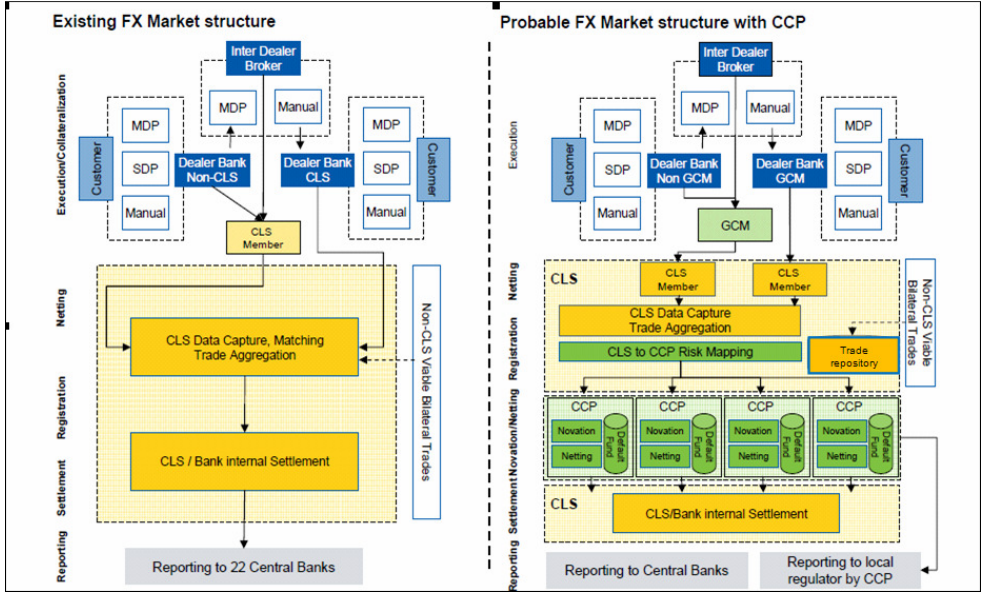 Existing FX Market structure
Inter Dealer
Broker
Execution/Collateralization
MDP
Manual
Customer
MDP
SDP
Manual
Dealer Bank
Non-CLS
Dealer Bank
CLS
MDP
SDP
Manual
Customer
CLS
Member
Netting
CLS Data Capture, Matching
Trade Aggregation
Non-CLS Viable
Bilateral Trades
Registration
CLS / Bank internal Settlement
Settlement
Reporting
Reporting to 22 Central Banks
Probable FX Market structure with CCP
Inter Dealer
Broker
Execution
MDP
Manual
Customer
MDP
SDP
Manual
Dealer Bank
Non GCM
Dealer Bank
GCM
MDP
SDP
Manual
Customer
GCM
Netting
CLS
CLS
Member
CLS
Member
CLS Data Capture
Trade Aggregation
Non-CLS Viable
Bilateral Trades
Registration
CLS to CCP Risk Mapping
Trade
repository
Novation/Netting
CCP
Novation
Netting
Default
Fund
CCP
Novation
Netting
Default
Fund
CCP
Novation
Netting
Default
Fund
CCP
Novation
Netting
Default
Fund
Settlement
CLS
CLS/Bank internal Settlement
Reporting
Reporting to Central Banks
Reporting to local
regulator by CCP